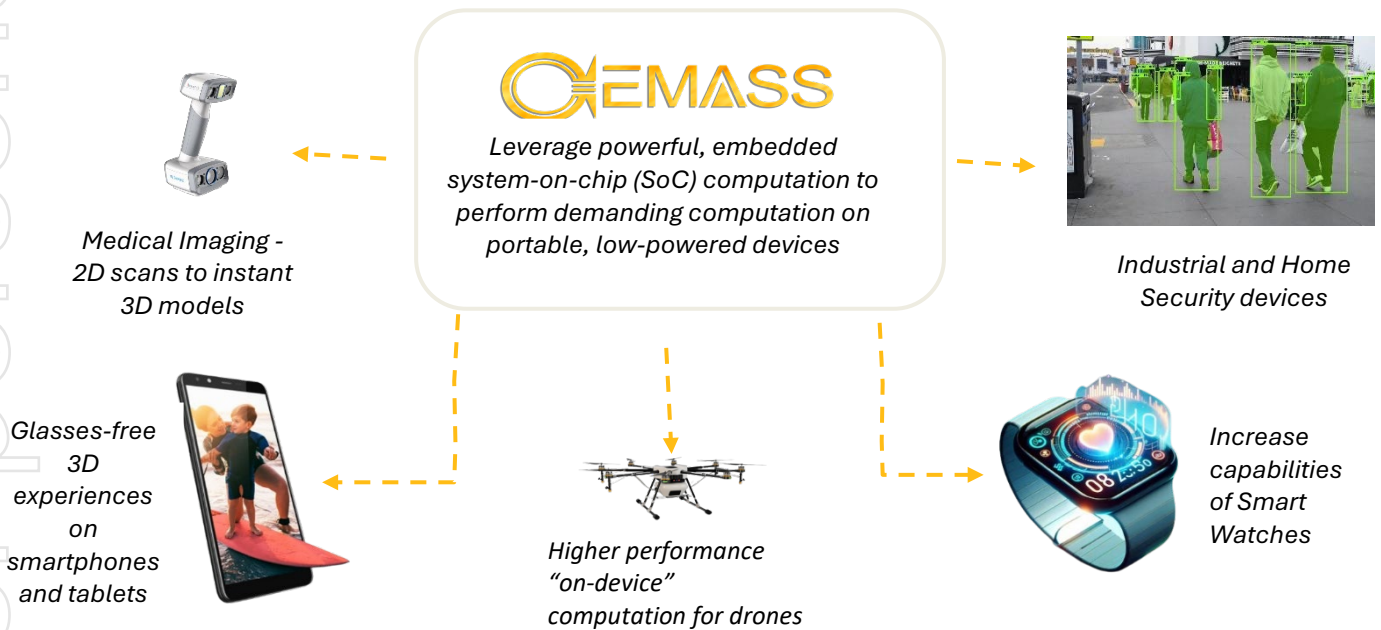 EMASS
Leverage powerful, embedded
system-on-chip (SoC) computation to
perform demanding computation on
portable, low-powered devices
Medical Imaging -
2D scans to instant
3D models
Industrial and Home
Security devices
Glasses-free
3D
experiences
on
smartphones
and tablets
Higher performance
“on-device”
computation for drones
Increase
capabilities
of Smart
Watches